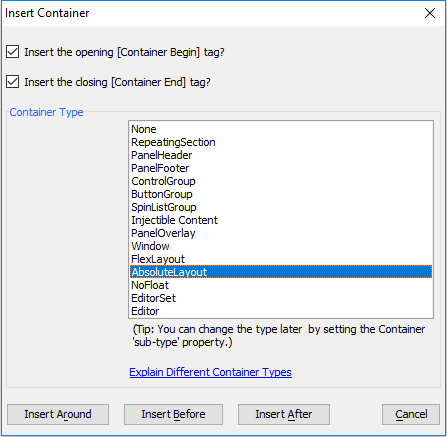 Insert Container
Insert the opening [Container Begin] tag?
Insert the closing [Container End] tag?
Container Type
None
RepeatingSection
PanelHeader
PanelFooter
ControlGroup
ButtonGroup
SpinListGroup
Injectible Content
PanelOverlay
Window
FlexLayout
AbsoluteLayout
NoFloat
EditorSet
Editor
(Tip: You can change the type later by setting the Container
'sub-type' property.)
Explain Different Container Types
Insert Around Insert Before Insert After Cancel